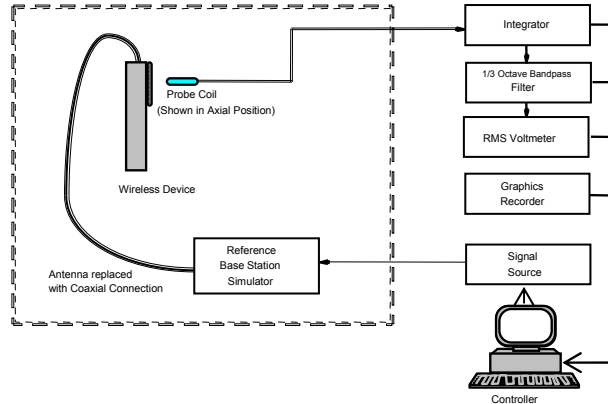 Integrator
1/3 Octave Bandpass
Filter
RMS Voltmeter
Graphics
Recorder
Probe Coil
(Shown in Axial Position)
Wireless Device
Reference
Base Station
Simulator
Signal
Source
Antenna replaced
with Coaxial Connection
Controller